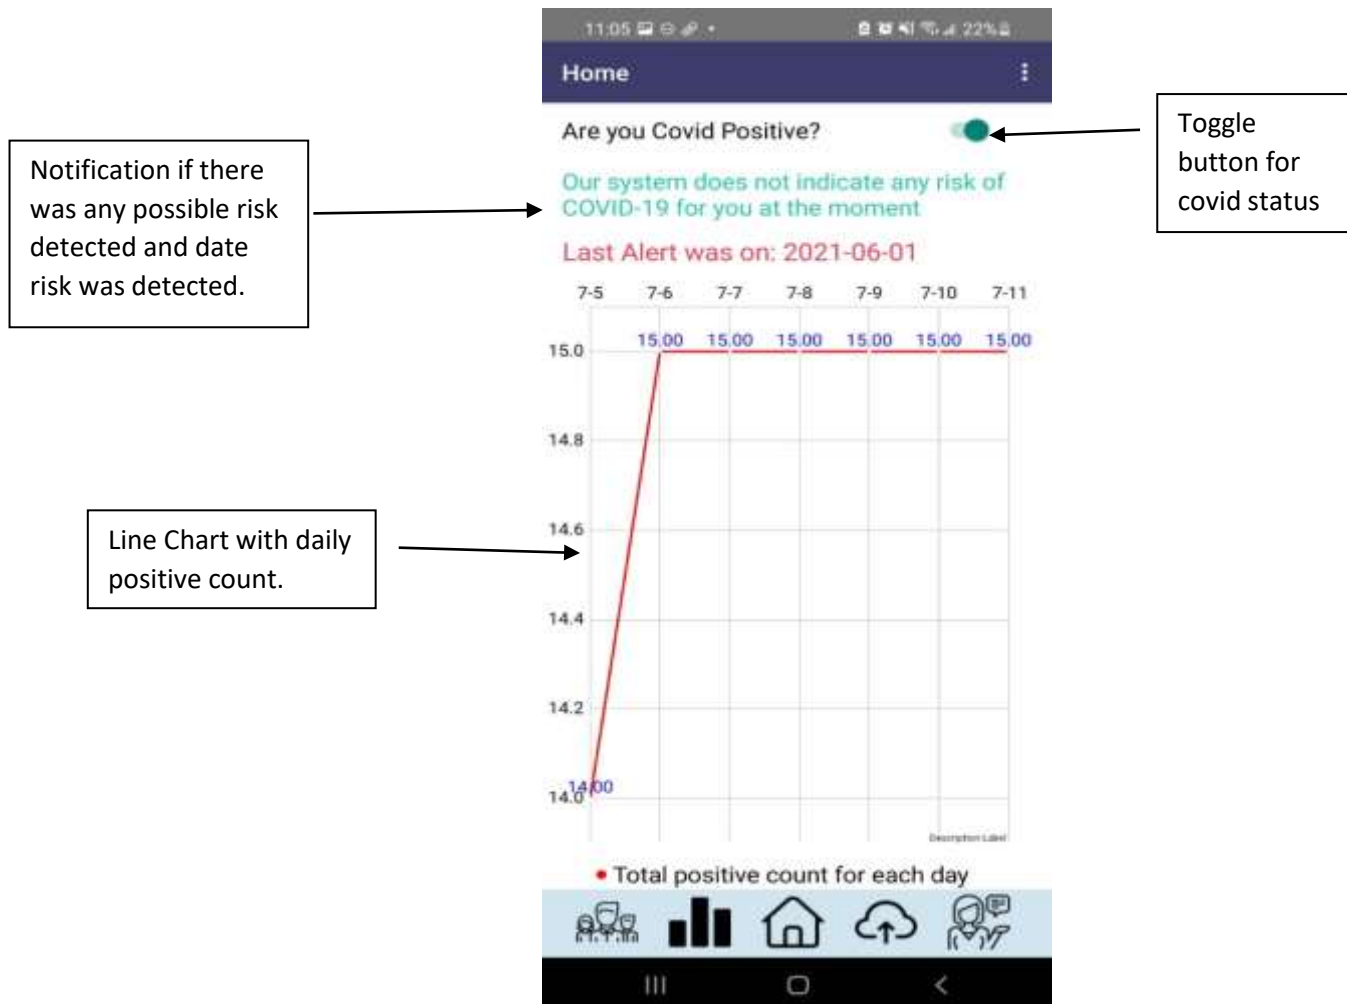 11:05
22%
Home
Are you Covid Positive?
Toggle
button for
covid status
Notification if there
was any possible risk
detected and date
risk was detected.
Our system does not indicate any risk of
COVID-19 for you at the moment
Last Alert was on: 2021-06-01
7-5 7-6 7-7 7-8 7-9 7-10 7-11
15.00 15.00 15.00 15.00 15.00 15.00
15.0
14.8
14.6
Line Chart with daily
positive count.
14.4
14.2
14.00
14.0
Description Label
Total positive count for each day